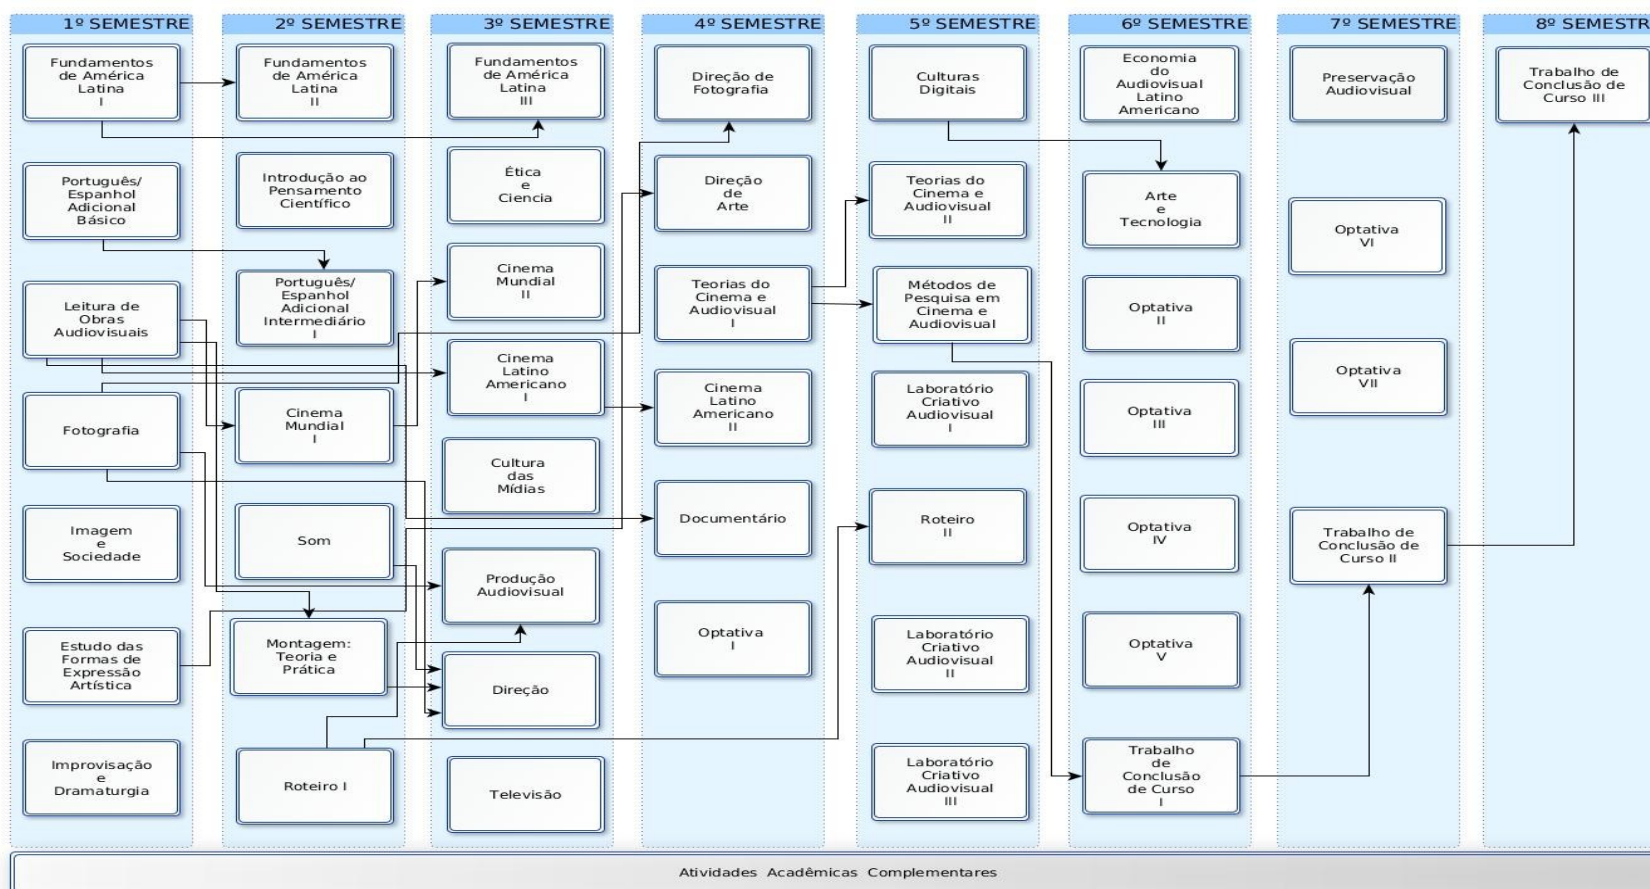 1º SEMESTRE
Fundamentos
de América
Latina
I
Português/
Espanhol
Adicional
Básico
Leitura de
Obras
Audiovisuais
Fotografia
Imagem
e
Sociedade
Estudo das
Formas de
Expressão
Artística
Improvisação
e
Dramaturgia
2º SEMESTRE
Fundamentos
de América
Latina
II
Introdução ao
Pensamento
Científico
Português/
Espanhol
Adicional
Intermediário
I
Cinema
Mundial
I
Som
Montagem:
Teoria e
Prática
Roteiro I
3º SEMESTRE
Fundamentos
de América
Latina
III
Ética
e
Ciencia
Cinema
Mundial
II
Cinema
Latino
Americano
I
Cultura
das
Mídias
Produção
Audiovisual
Direção
Televisão
4º SEMESTRE
Direção de
Fotografia
Direção
de
Arte
Teorias do
Cinema e
Audiovisual
I
Cinema
Latino
Americano
II
Documentário
Optativa
I
5º SEMESTRE
Culturas
Digitais
Teorias do
Cinema e
Audiovisual
II
Métodos de
Pesquisa em
Cinema e
Audiovisual
Laboratório
Criativo
Audiovisual
I
Roteiro
II
Laboratório
Criativo
Audiovisual
II
Laboratório
Criativo
Audiovisual
III
6º SEMESTRE
Economia
do
Audiovisual
Latino
Americano
Arte
e
Tecnologia
Optativa
II
Optativa
III
Optativa
IV
Optativa
V
Trabalho
de
Conclusão
de Curso
I
7º SEMESTRE
Preservação
Audiovisual
Optativa
VI
Optativa
VII
Trabalho de
Conclusão de
Curso II
8º SEMESTR
Trabalho de
Conclusão de
Curso III
Atividades Acadêmicas Complementares